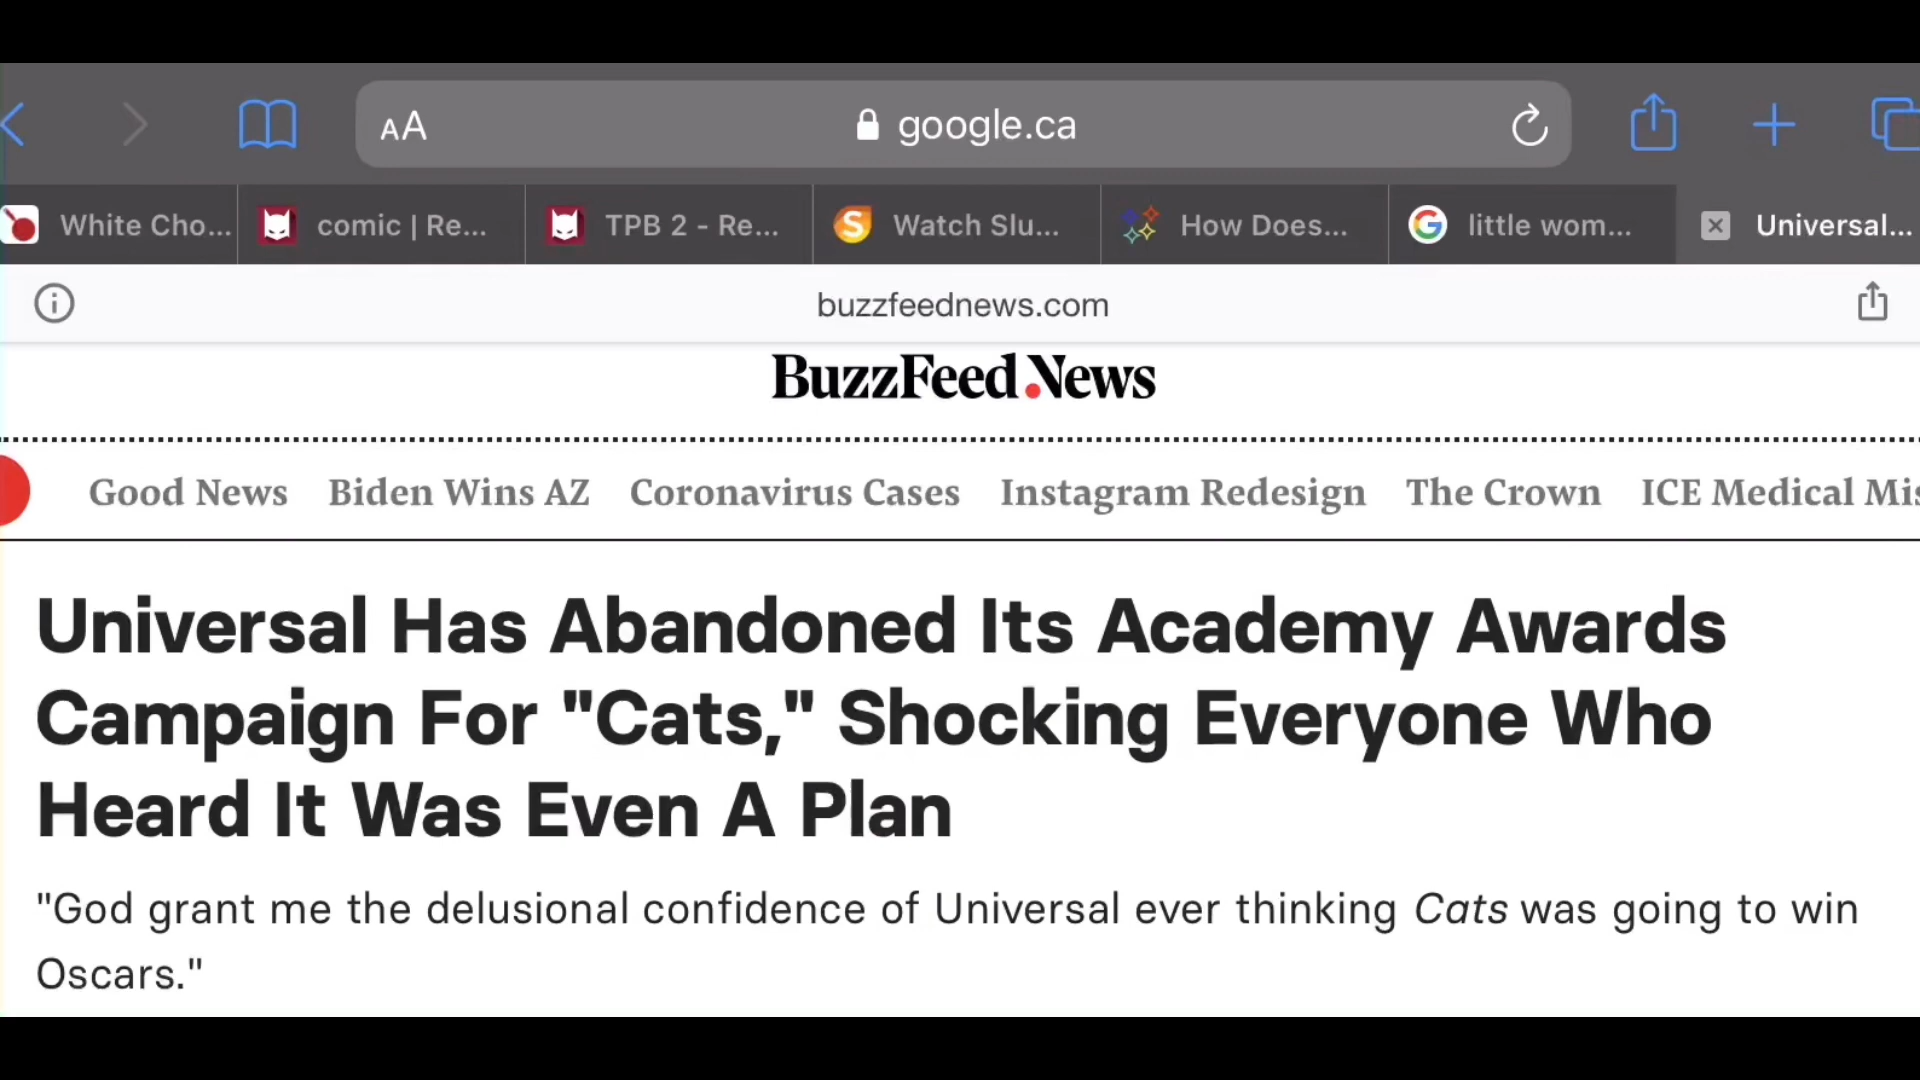 AA google.ca
White Cho... comic | Re... TPB 2 - Re... Watch Slu... How Does... little wom... Universal...
buzzfeednews.com
BuzzFeed News
Good News Biden Wins AZ Coronavirus Cases Instagram Redesign The Crown ICE Medical Mis
Universal Has Abandoned Its Academy Awards
Campaign For "Cats," Shocking Everyone Who
Heard It Was Even A Plan
"God grant me the delusional confidence of Universal ever thinking Cats was going to win
Oscars."